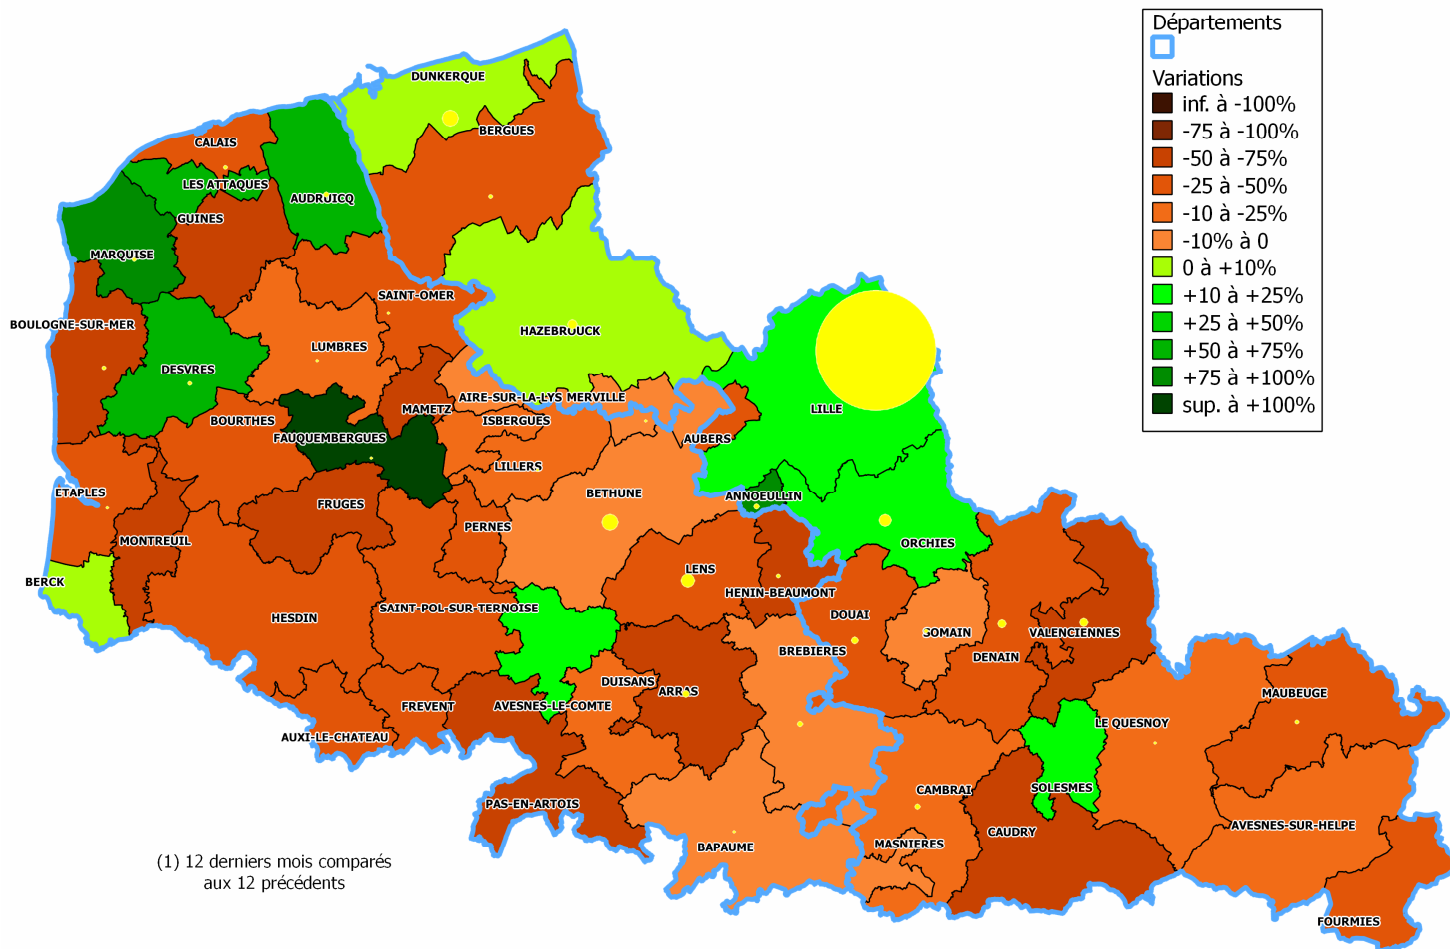 Départements
Variations
inf. à -100%
-75 à -100%
-50 à -75%
-25 à -50%
-10 à -25%
-10% à 0
0 à +10%
+10 à +25%
+25 à +50%
+50 à +75%
+75 à +100%
sup. à +100%
DUNKERQUE
BERGUES
CALAIS
LES ATTAQUES
AUDRUICQ
GUINES
MARQUISE
SAINT-OMER
BOULOGNE-SUR-MER
HAZEBROUCK
LUMBRES
DESVRES
AIRE-SUR-LA-LYS
MERVILLE
MAMETZ
LILLE
BOURTHES
ISBERGUES
FAUQUEMBERGUES
AUBERS
LILLERS
ETAPLES
BETHUNE
ANNOEULLIN
FRUGES
PERNES
MONTREUIL
ORCHIES
LENS
BERCK
HENIN-BEAUMONT
SAINT-POL-SUR-TERNOISE
DOUAI
HESDIN
SOMAIN
VALENCIENNES
BREBIERES
DENAIN
DUISANS
ARRAS
MAUBEUGE
FREVENT
AVESNES-LE-COMTE
LE QUESNOY
AUXI-LE-CHATEAU
SOLESMES
CAMBRAI
PAS-EN-ARTOIS
AVESNES-SUR-HELPE
CAUDRY
MASNIERES
BAPAUME
FOURMIES
(1) 12 derniers mois comparés
aux 12 précédents